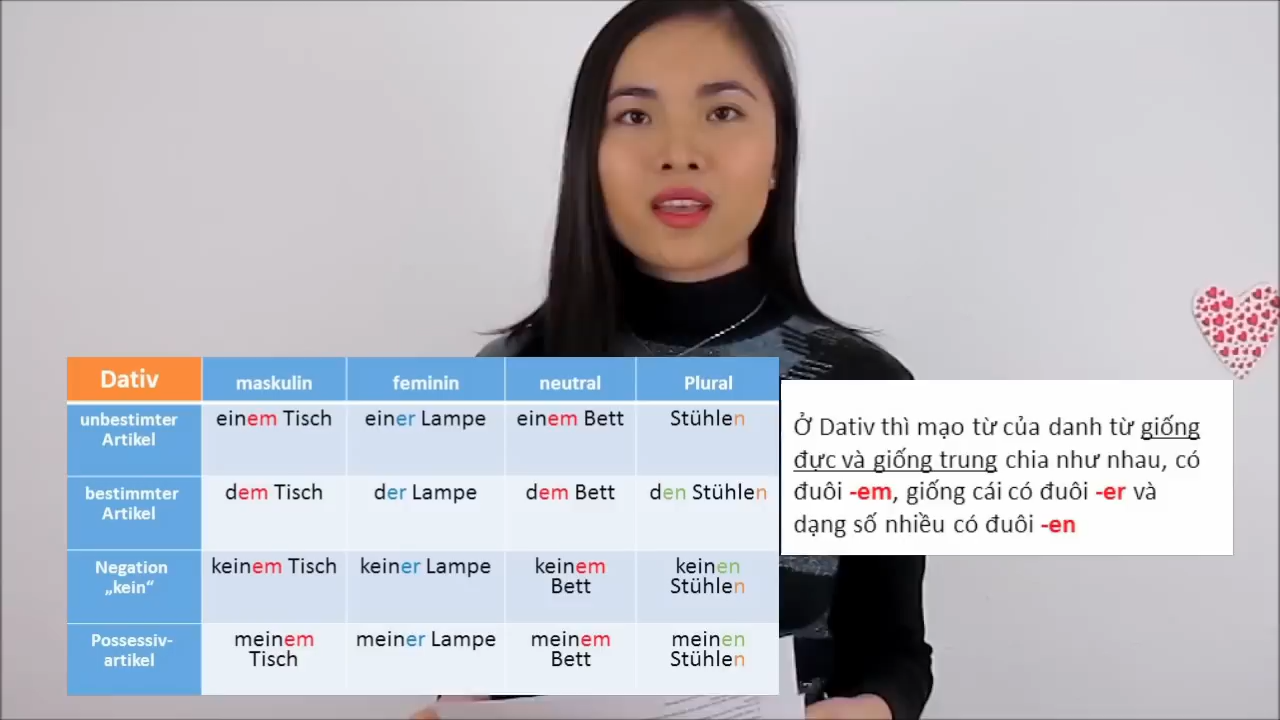 Dativ maskulin feminin neutral Plural
unbestimter Artikel einem Tisch einer Lampe einem Bett Stühlen
bestimmter Artikel dem Tisch der Lampe dem Bett den Stühlen
Negation „kein“ keinem Tisch keiner Lampe keinem Bett keinen Stühlen
Possessiv-artikel meinem Tisch meiner Lampe meinem Bett meinen Stühlen
Ở Dativ thì mạo từ của danh từ giống
đực và giống trung chia như nhau, có
đuôi -em, giống cái có đuôi -er và
dạng số nhiều có đuôi -en